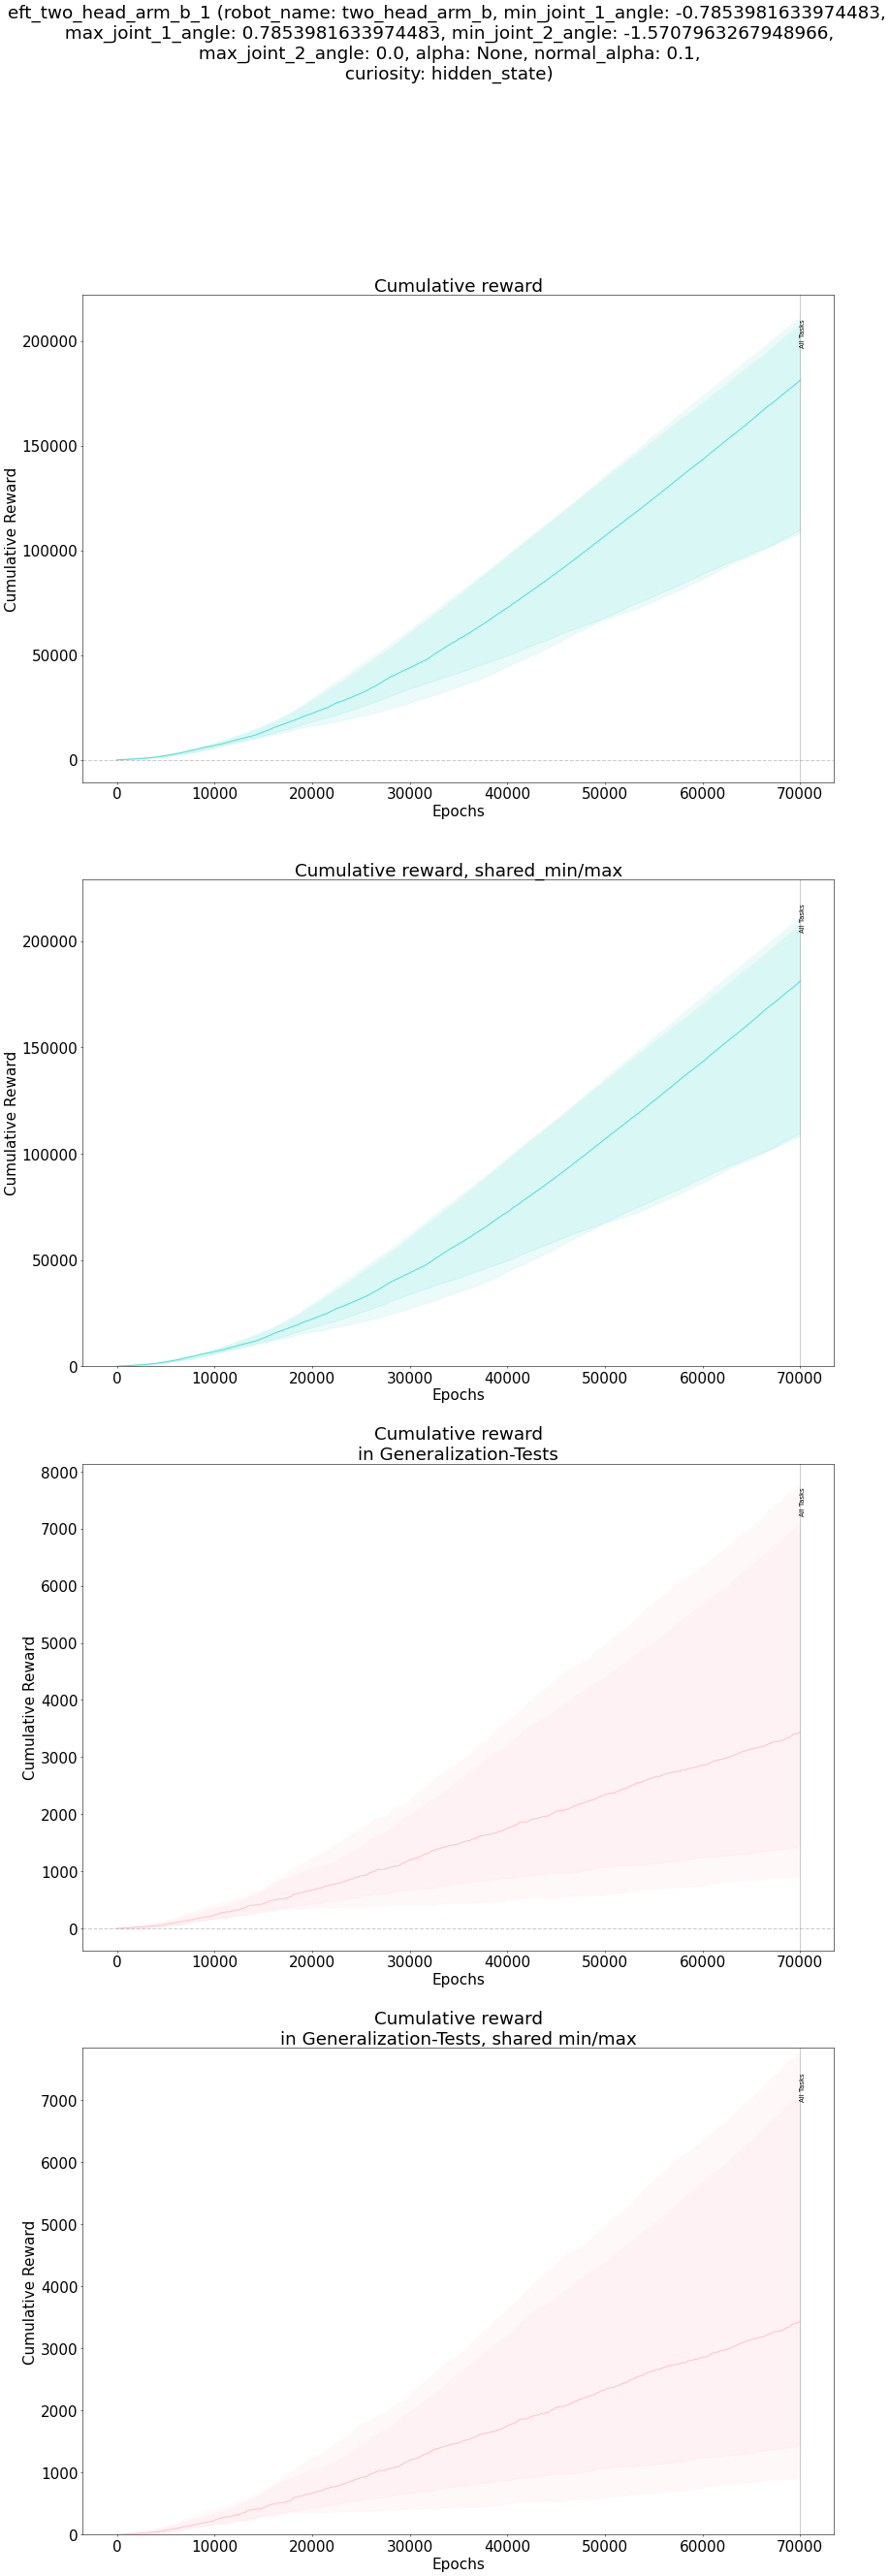 eft_two_head_arm_b_1 (robot_name: two_head_arm_b, min_joint_1_angle: -0.7853981633974483,
max_joint_1_angle: 0.7853981633974483, min_joint_2_angle: -1.5707963267948966,
max_joint_2_angle: 0.0, alpha: None, normal_alpha: 0.1,
curiosity: hidden_state)
Cumulative reward
All Tasks
200000
150000
100000
50000
0
Cumulative Reward
0 10000 20000 30000 40000 50000 60000 70000
Epochs
Cumulative reward, shared_min/max
All Tasks
200000
150000
100000
50000
0
Cumulative Reward
0 10000 20000 30000 40000 50000 60000 70000
Epochs
Cumulative reward
in Generalization-Tests
All Tasks
8000
7000
6000
5000
4000
3000
2000
1000
0
Cumulative Reward
0 10000 20000 30000 40000 50000 60000 70000
Epochs
Cumulative reward
in Generalization-Tests, shared min/max
All Tasks
7000
6000
5000
4000
3000
2000
1000
0
Cumulative Reward
0 10000 20000 30000 40000 50000 60000 70000
Epochs